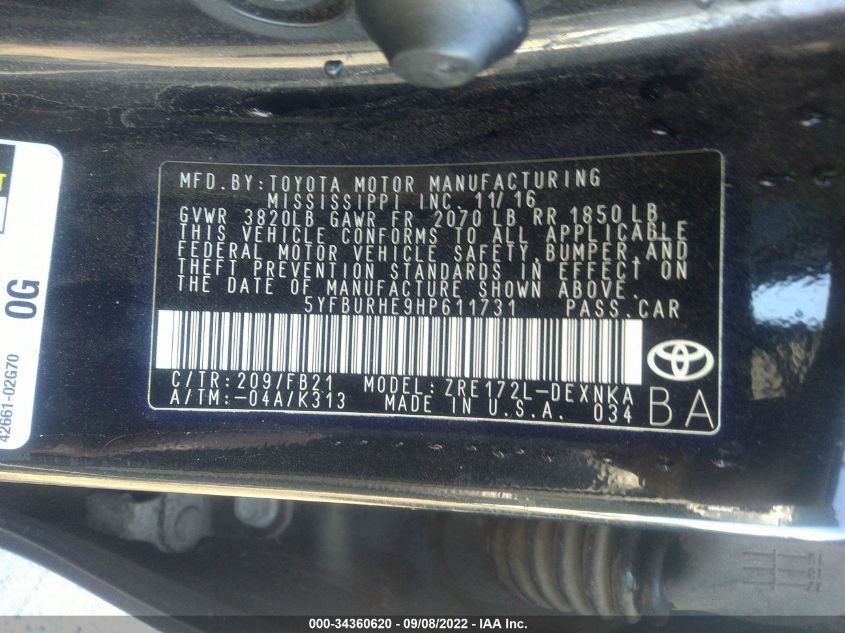 MFD. BY: TOYOTA MOTOR MANUFACTURING
MISSISSIPPI INC. 11/16
GVWR 3820LB GAWR FR 2070 LB RR 1850 LB
THIS VEHICLE CONFORMS TO ALL APPLICABLE
FEDERAL MOTOR VEHICLE SAFETY, BUMPER, AND
THEFT PREVENTION STANDARDS IN EFFECT ON
THE DATE OF MANUFACTURE SHOWN ABOVE.
5YFBURHE9HP611731 PASS. CAR
C/TR: 209/FB21 MODEL: ZRE172L-DEXNKA
A/TM: -04A/K313 MADE IN U.S.A. 034
BA
0G
42661-02G70
000-34360620 - 09/08/2022 - IAA Inc.